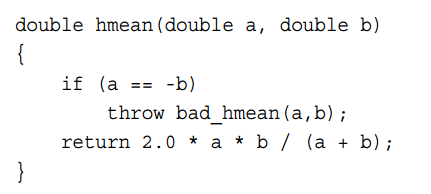 double hmean(double a, double b)
{
    if (a == -b)
        throw bad_hmean(a,b);
    return 2.0 * a * b / (a + b);
}